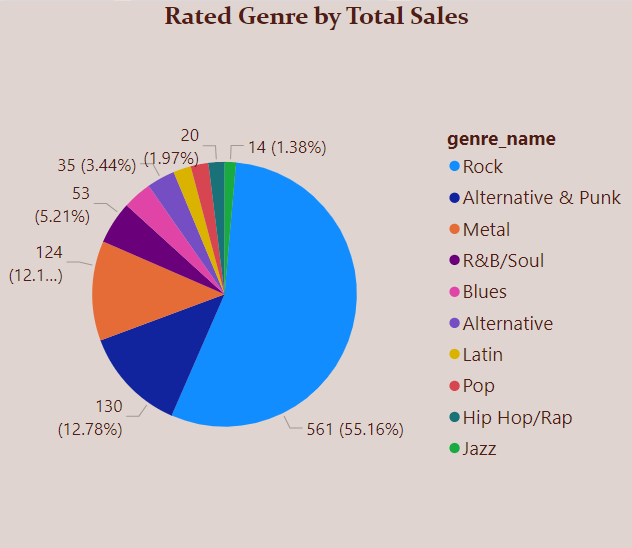 Rated Genre by Total Sales
20
(1.97%)
14 (1.38%)
35 (3.44%)
53
(5.21%)
124
(12.1...)
130
(12.78%)
561 (55.16%)
genre_name
Rock
Alternative & Punk
Metal
R&B/Soul
Blues
Alternative
Latin
Pop
Hip Hop/Rap
Jazz